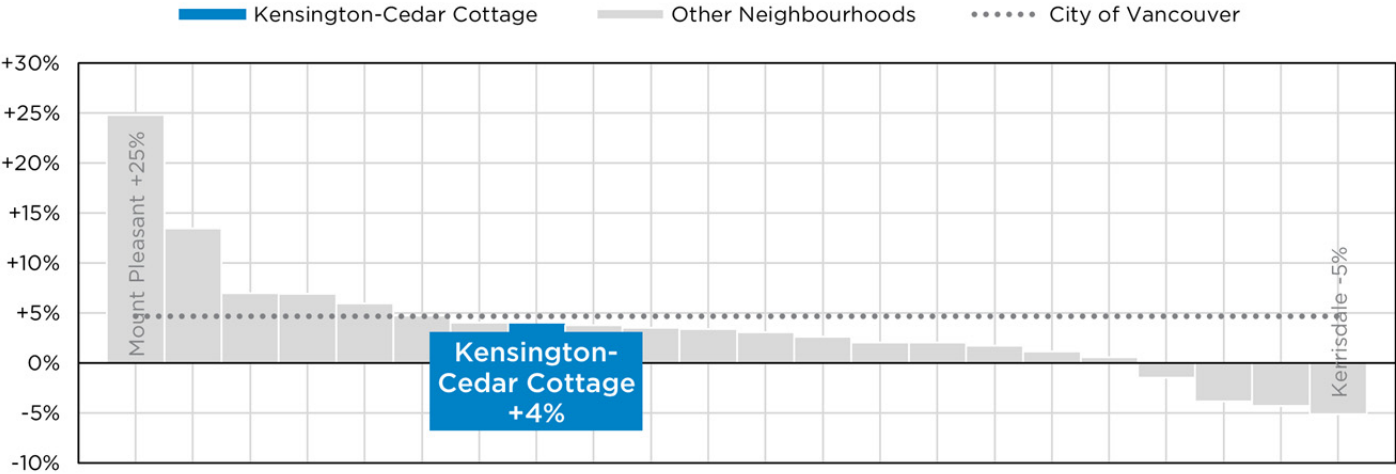 Kensington-Cedar Cottage
Other Neighbourhoods
City of Vancouver
+30%
+25%
+20%
+15%
+10%
+5%
0%
-5%
-10%
Mount Pleasant +25%
Kensington-
Cedar Cottage
+4%
Kerrisdale -5%